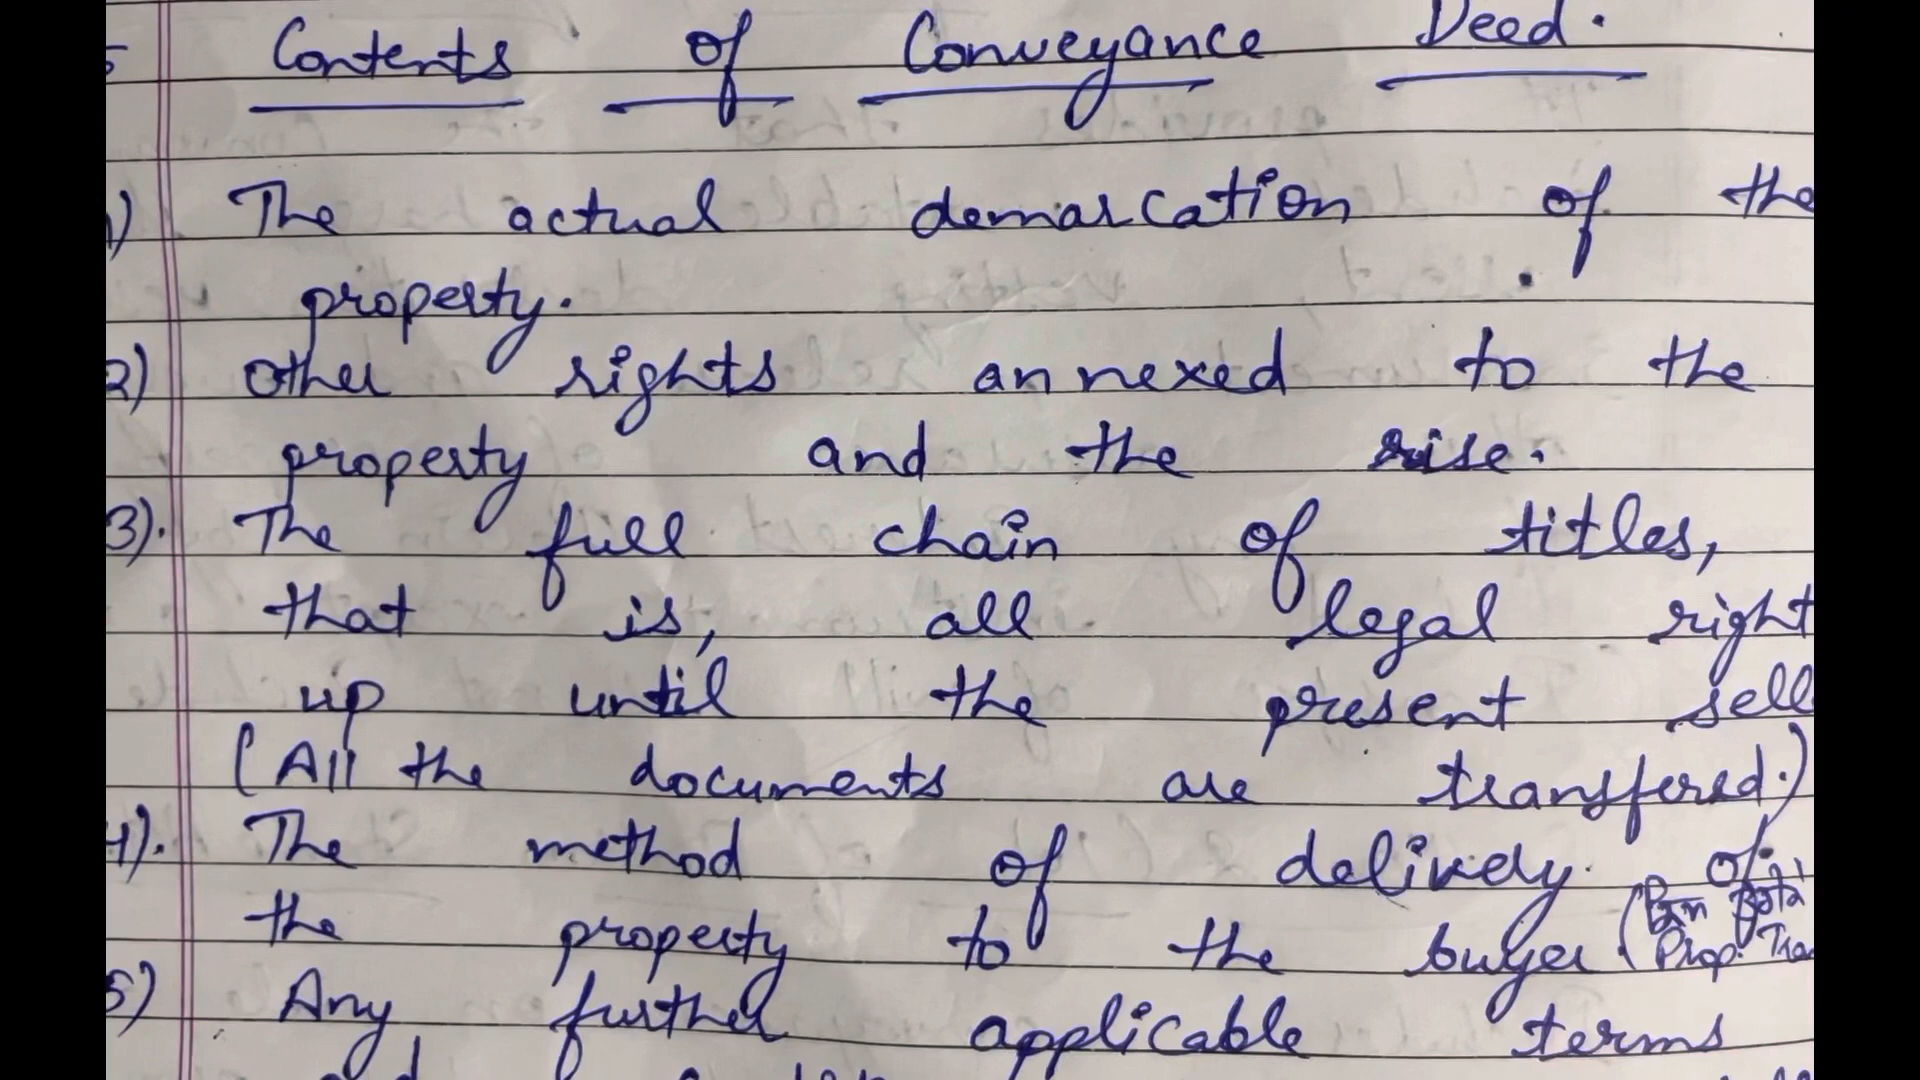 Contents of Conveyance Deed.
1) The actual demarcation of the
property.
2) other rights annexed to the
property and the rise.
3). The full chain of titles,
that is, all legal right
up until the present sell
(All the documents are transferred.)
4). The method of delivery of
the property to the buyer. (
Prop. Tra
5) Any further applicable terms